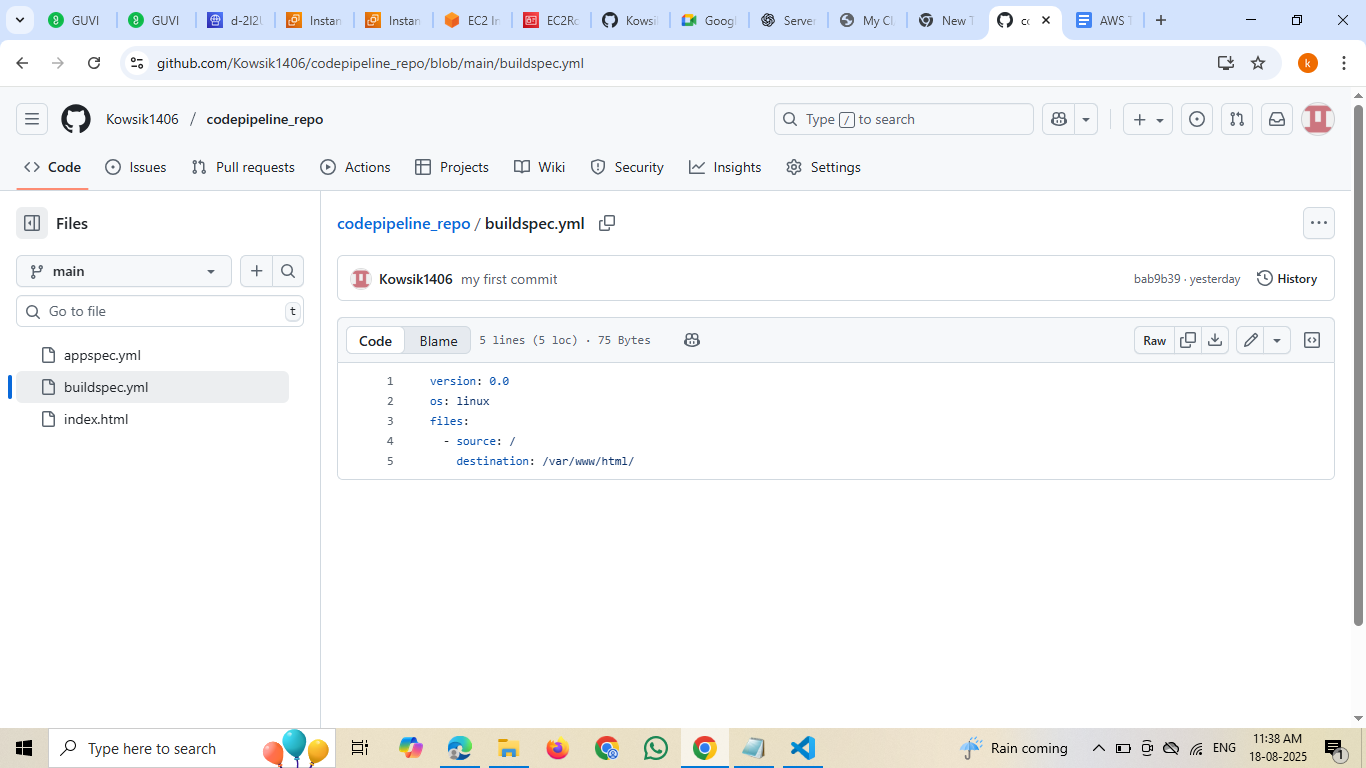 GUVI
GUVI
d-2I2U
Instan
Instan
EC2 In
EC2Ro
Kowsi
Googl
Server
My Cl
New T
co
AWS T
github.com/Kowsik1406/codepipeline_repo/blob/main/buildspec.yml
k
Kowsik1406 / codepipeline_repo
Type / to search
Code
Issues
Pull requests
Actions
Projects
Wiki
Security
Insights
Settings
Files
main
Go to file
t
appspec.yml
buildspec.yml
index.html
codepipeline_repo / buildspec.yml
Kowsik1406 my first commit
bab9b39 · yesterday
History
Code
Blame
5 lines (5 loc) · 75 Bytes
Raw
1 version: 0.0
2 os: linux
3 files:
4 - source: /
5 destination: /var/www/html/
Type here to search
Rain coming
ENG
11:38 AM
18-08-2025
1